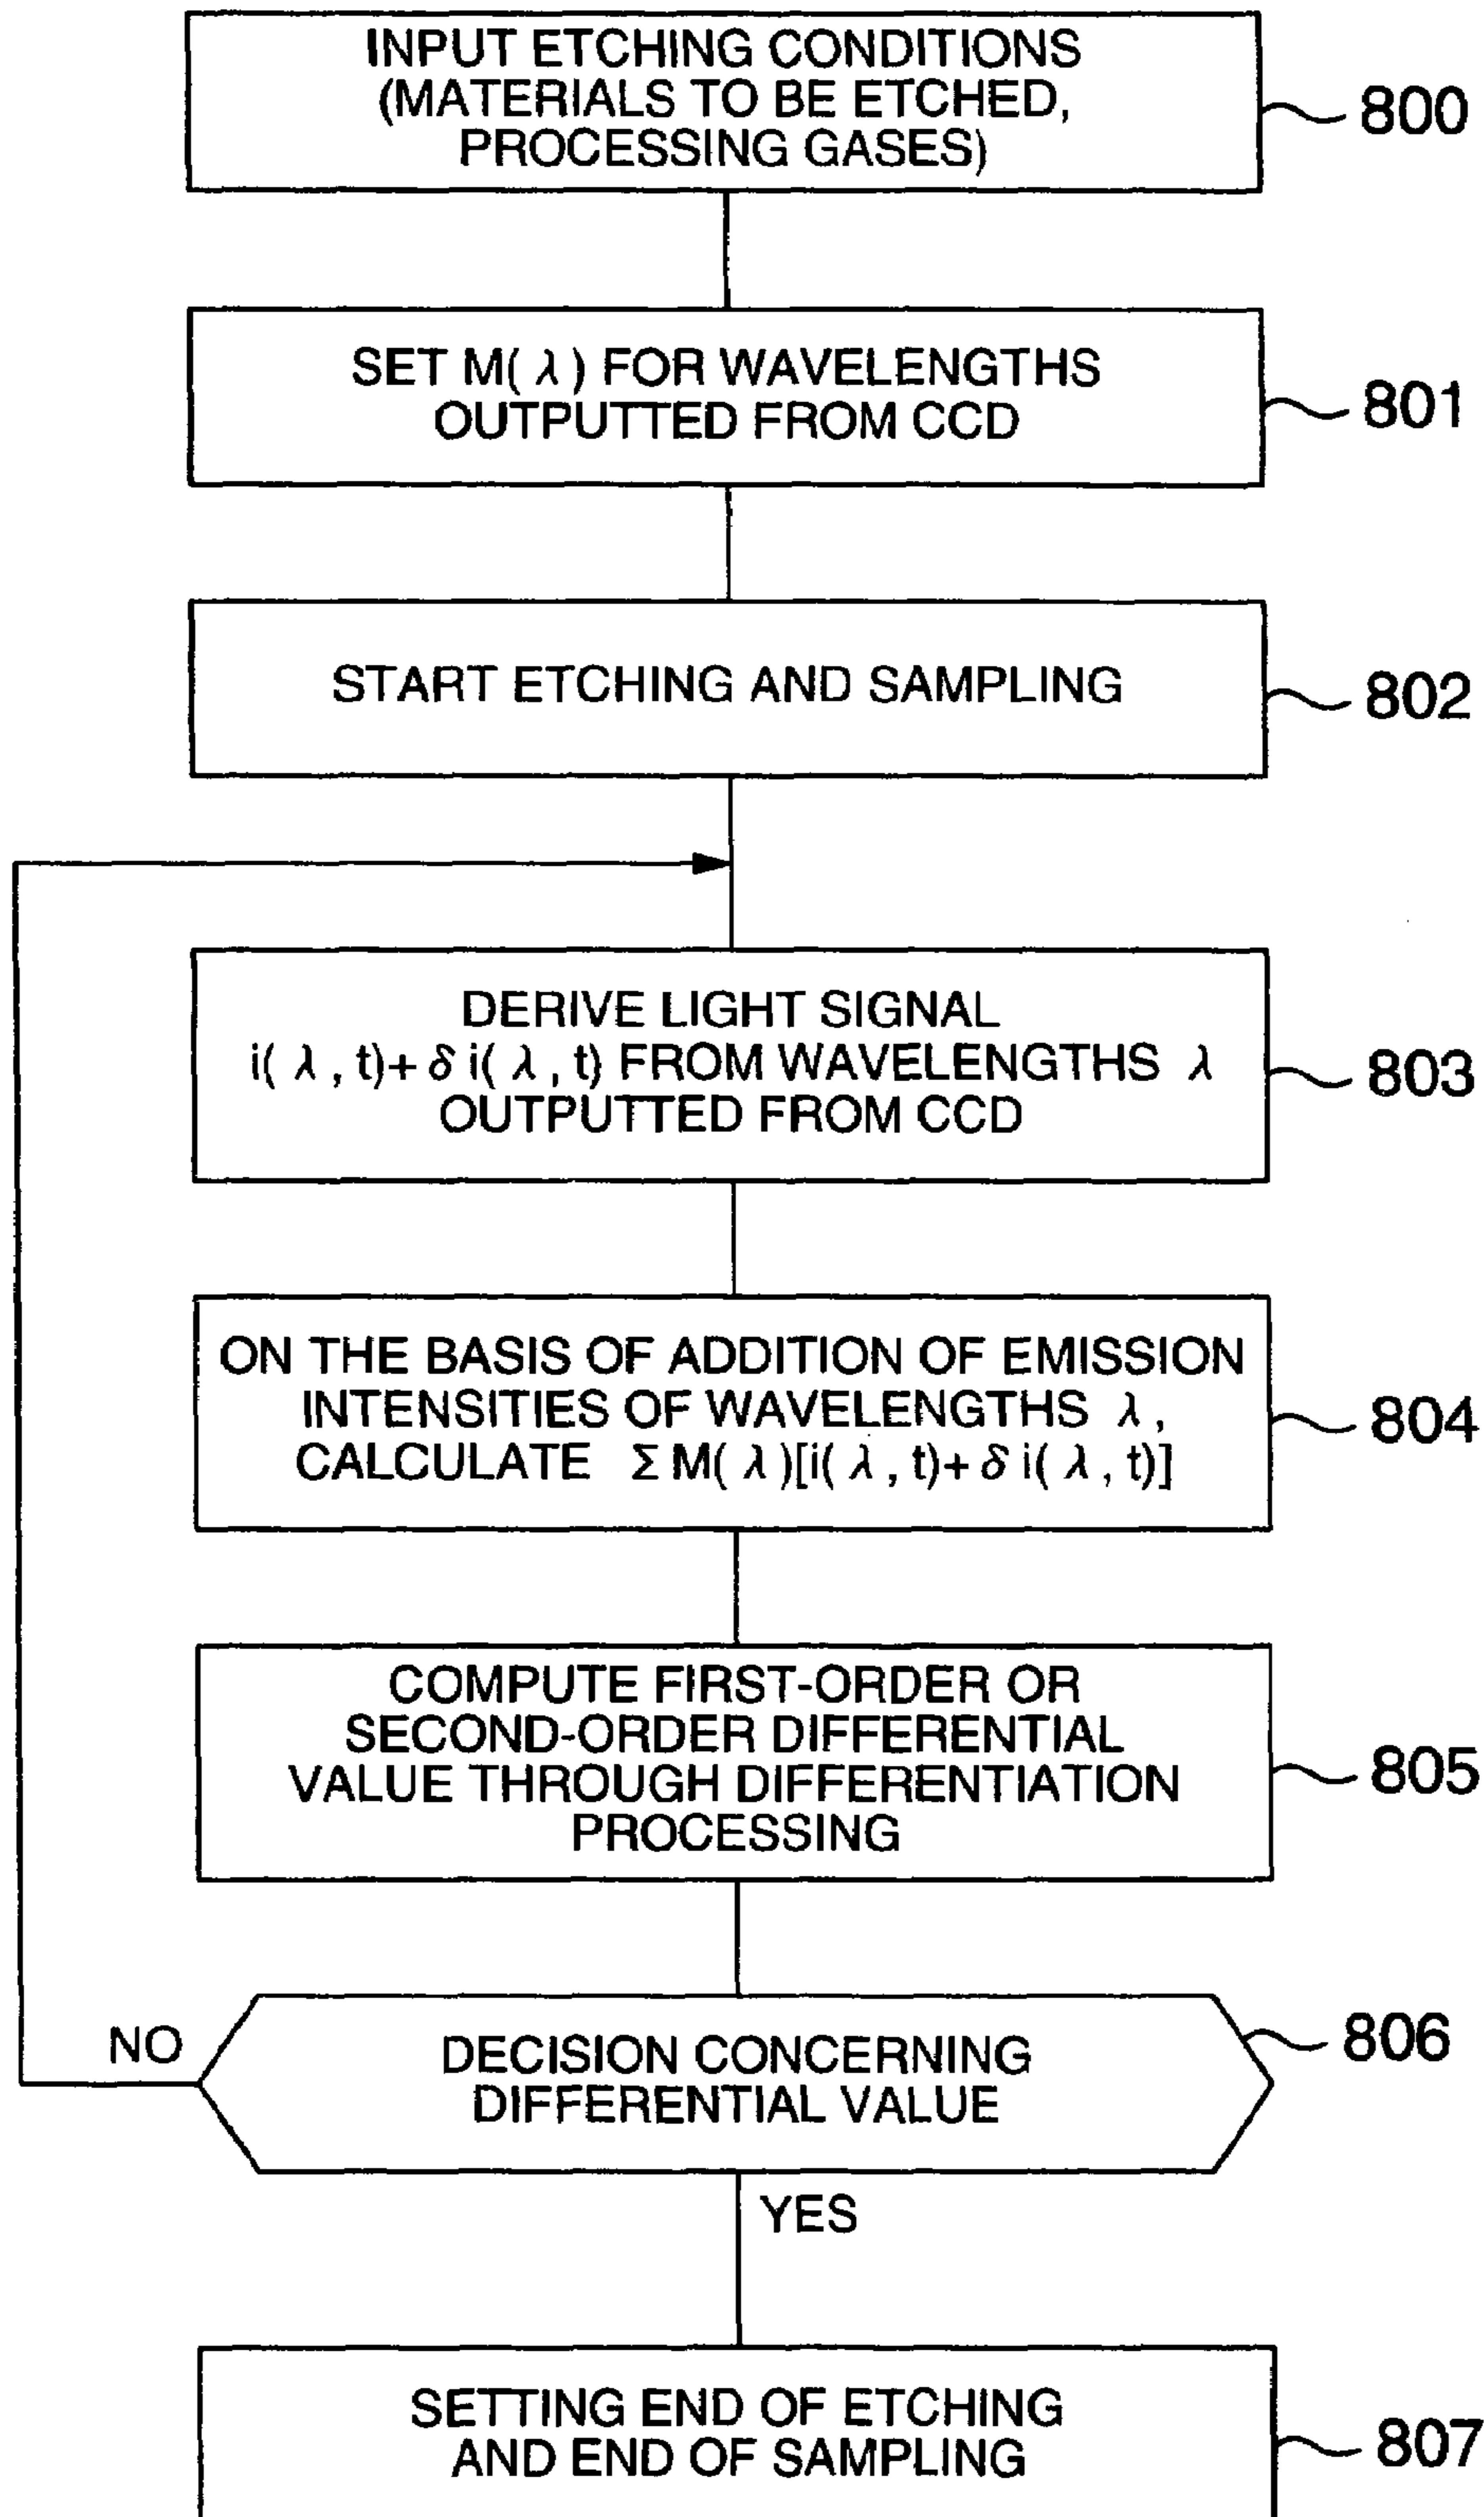 INPUT ETCHING CONDITIONS
(MATERIALS TO BE ETCHED,
PROCESSING GASES)
800
SET M( λ ) FOR WAVELENGTHS
OUTPUTTED FROM CCD
801
START ETCHING AND SAMPLING
802
DERIVE LIGHT SIGNAL
i( λ , t)+ δ i( λ , t) FROM WAVELENGTHS λ
OUTPUTTED FROM CCD
803
ON THE BASIS OF ADDITION OF EMISSION
INTENSITIES OF WAVELENGTHS λ ,
CALCULATE Σ M( λ )[i( λ , t)+ δ i( λ , t)]
804
COMPUTE FIRST-ORDER OR
SECOND-ORDER DIFFERENTIAL
VALUE THROUGH DIFFERENTIATION
PROCESSING
805
NO
DECISION CONCERNING
DIFFERENTIAL VALUE
806
YES
SETTING END OF ETCHING
AND END OF SAMPLING
807